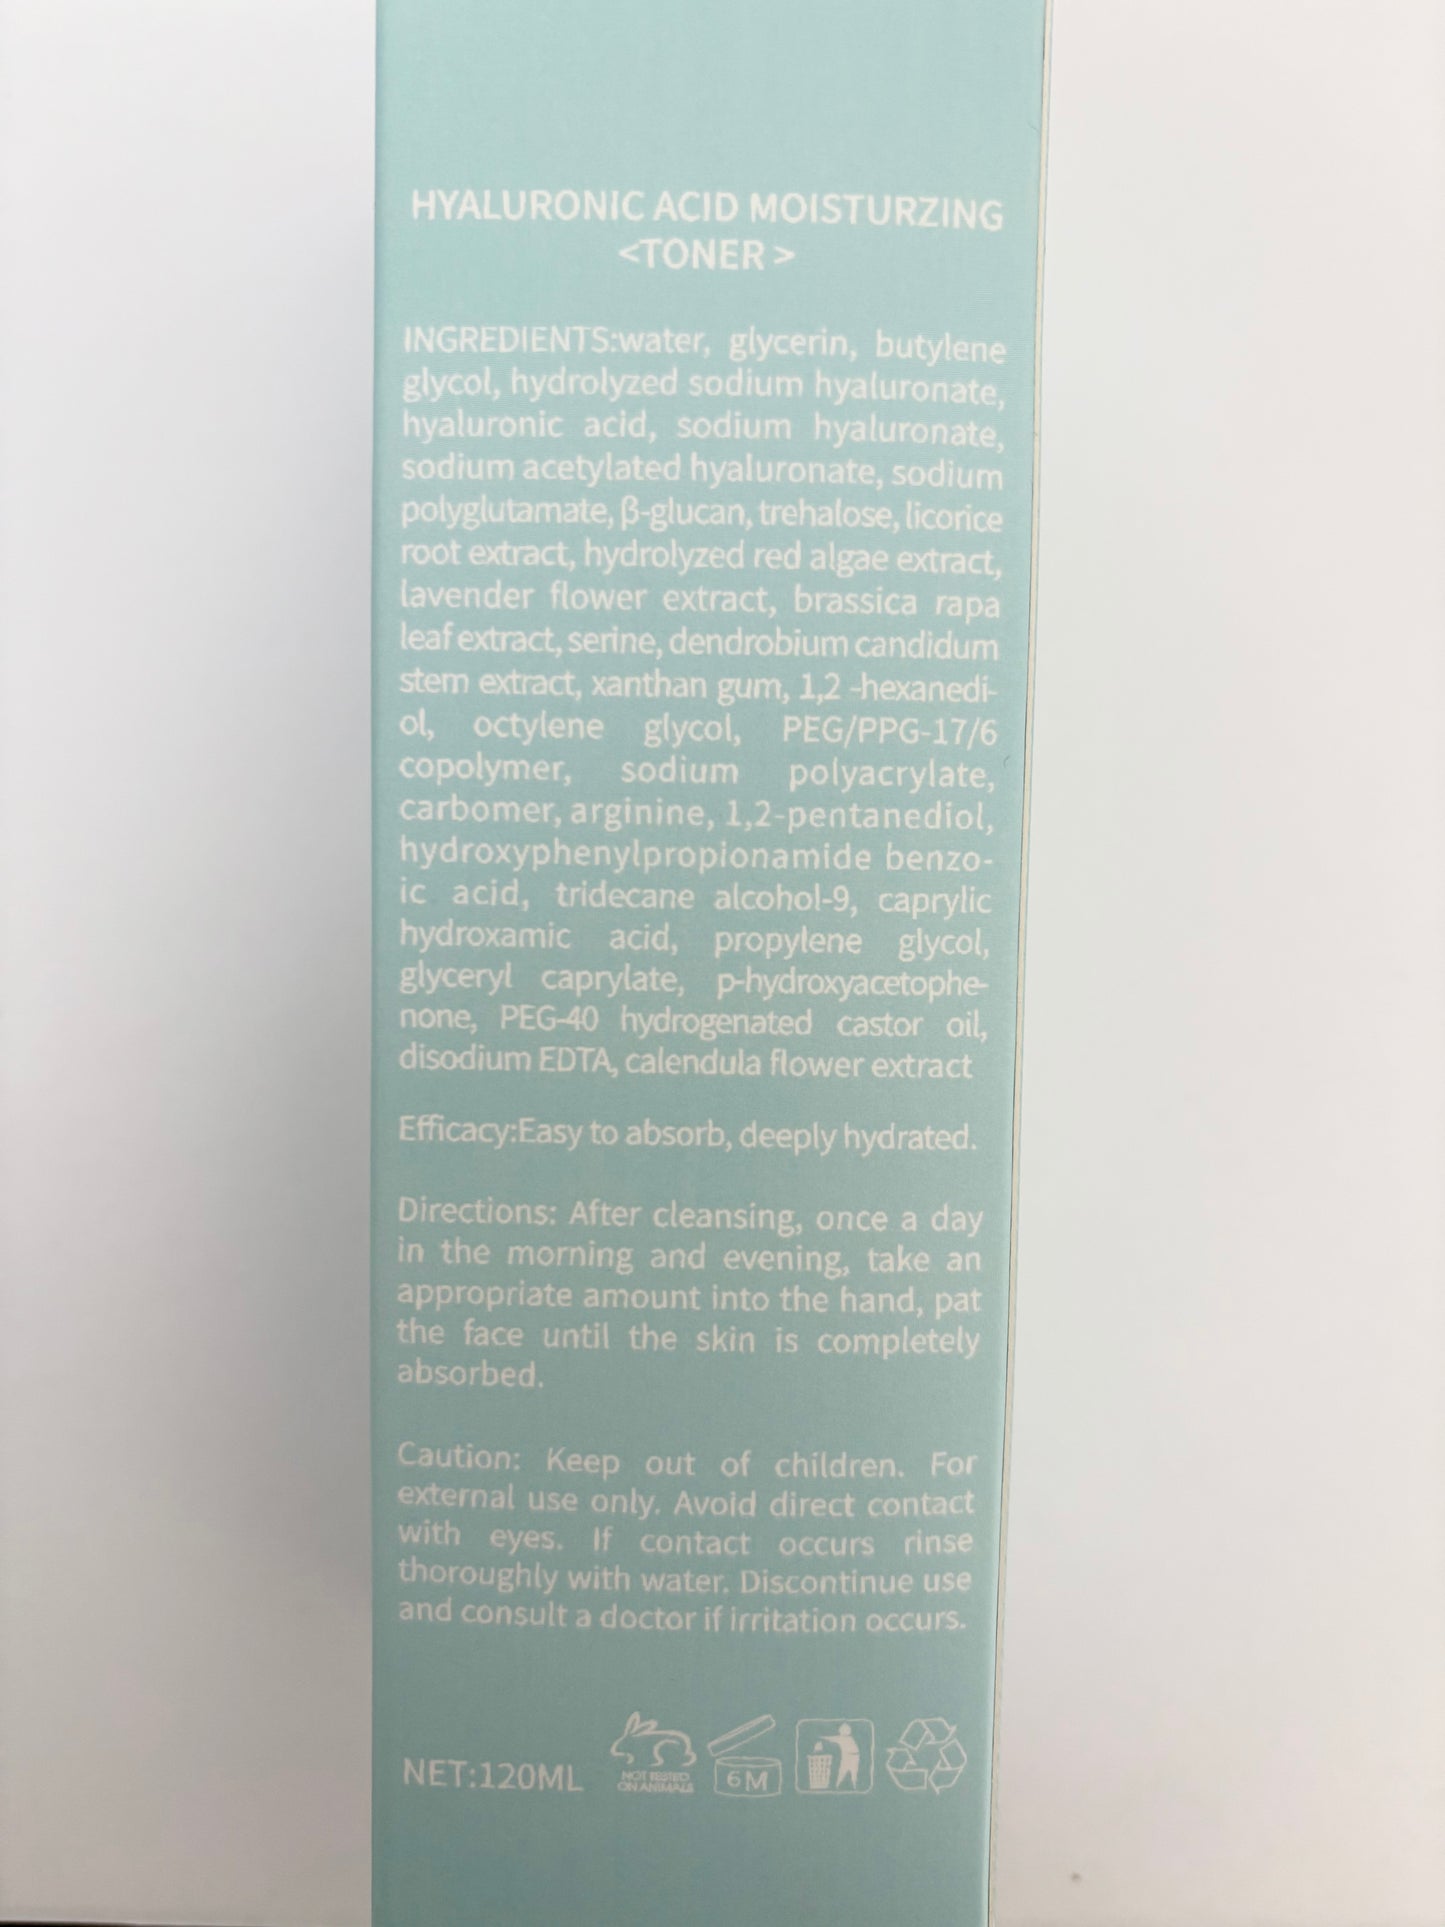 HYALURONIC ACID MOISTURZING
<TONER >
INGREDIENTS:water, glycerin, butylene
glycol, hydrolyzed sodium hyaluronate,
hyaluronic acid, sodium hyaluronate,
sodium acetylated hyaluronate, sodium
polyglutamate, β-glucan, trehalose, licorice
root extract, hydrolyzed red algae extract,
lavender flower extract, brassica rapa
leaf extract, serine, dendrobium candidum
stem extract, xanthan gum, 1,2 -hexanedi-
ol, octylene glycol, PEG/PPG-17/6
copolymer, sodium polyacrylate,
carbomer, arginine, 1,2-pentanediol,
hydroxyphenylpropionamide benzo-
ic acid, tridecane alcohol-9, caprylic
hydroxamic acid, propylene glycol,
glyceryl caprylate, p-hydroxyacetophe-
none, PEG-40 hydrogenated castor oil,
disodium EDTA, calendula flower extract
Efficacy:Easy to absorb, deeply hydrated.
Directions: After cleansing, once a day
in the morning and evening, take an
appropriate amount into the hand, pat
the face until the skin is completely
absorbed.
Caution: Keep out of children. For
external use only. Avoid direct contact
with eyes. If contact occurs rinse
thoroughly with water. Discontinue use
and consult a doctor if irritation occurs.
NET:120ML
NOT TESTED
ON ANIMALS
6M